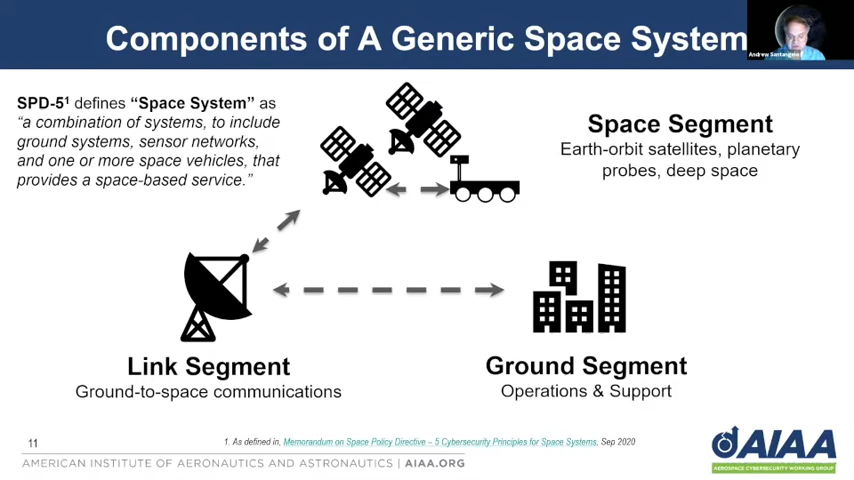 Components of A Generic Space System
Andrew Santangelo
SPD-5¹ defines “Space System” as
“a combination of systems, to include
ground systems, sensor networks,
and one or more space vehicles, that
provides a space-based service.”
Space Segment
Earth-orbit satellites, planetary
probes, deep space
Link Segment
Ground-to-space communications
Ground Segment
Operations & Support
11
1. As defined in, Memorandum on Space Policy Directive – 5 Cybersecurity Principles for Space Systems, Sep 2020
AMERICAN INSTITUTE OF AERONAUTICS AND ASTRONAUTICS | AIAA.ORG
AIAA
AEROSPACE CYBERSECURITY WORKING GROUP